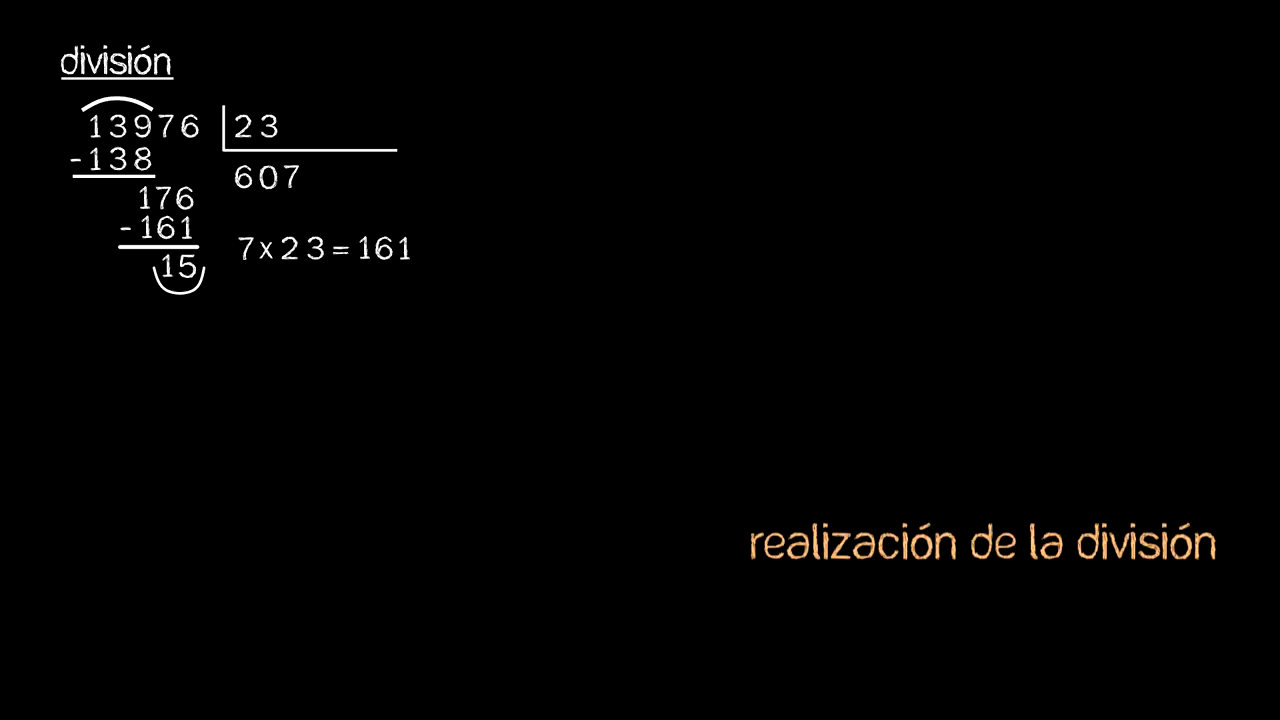 división
13976 23
-138 607
176
-161 7x23=161
15
realización de la división